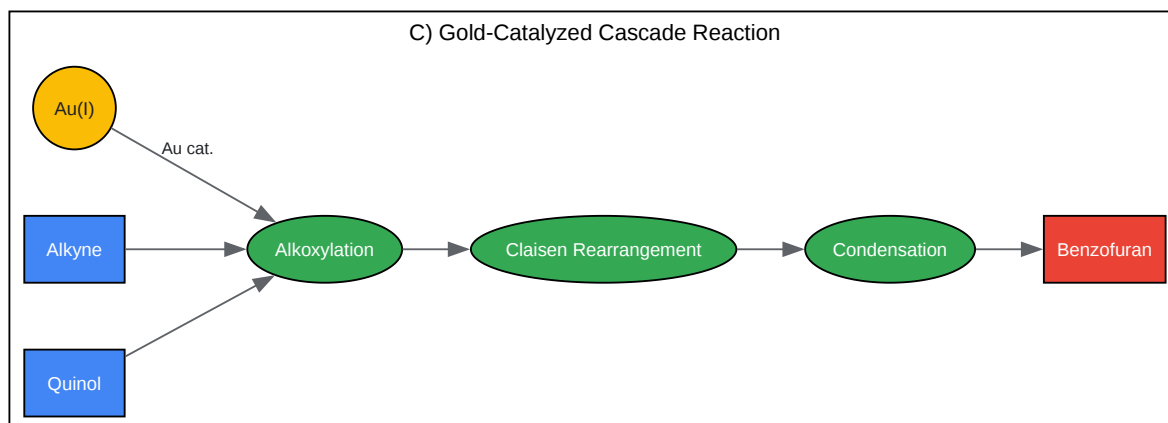 C) Gold-Catalyzed Cascade Reaction
Au(I)
Au cat.
Alkyne
Alkoxylation
Claisen Rearrangement
Condensation
Benzofuran
Quinol